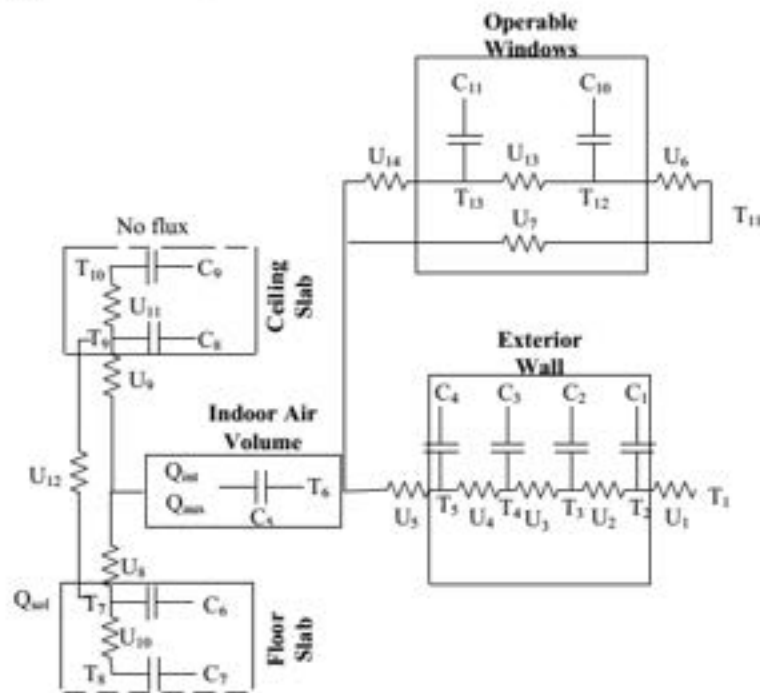 Operable
Windows
C₁₁ C₁₀
U₁₄ U₁₃ U₆
T₁₃ T₁₂
U₇ T₁₁
No flux
T₁₀ C₉
U₁₁
T₉ C₈
Ceiling
Slab
U₉
Exterior
Wall
C₄ C₃ C₂ C₁
Indoor Air
Volume
U₁₂ Qint T₆
Qaux
C₅
U₅ T₅ U₄ T₄ U₃ T₃ U₂ T₂ U₁ T₁
U₈
Qsol T₇ C₆
U₁₀
T₈ C₇
Floor
Slab